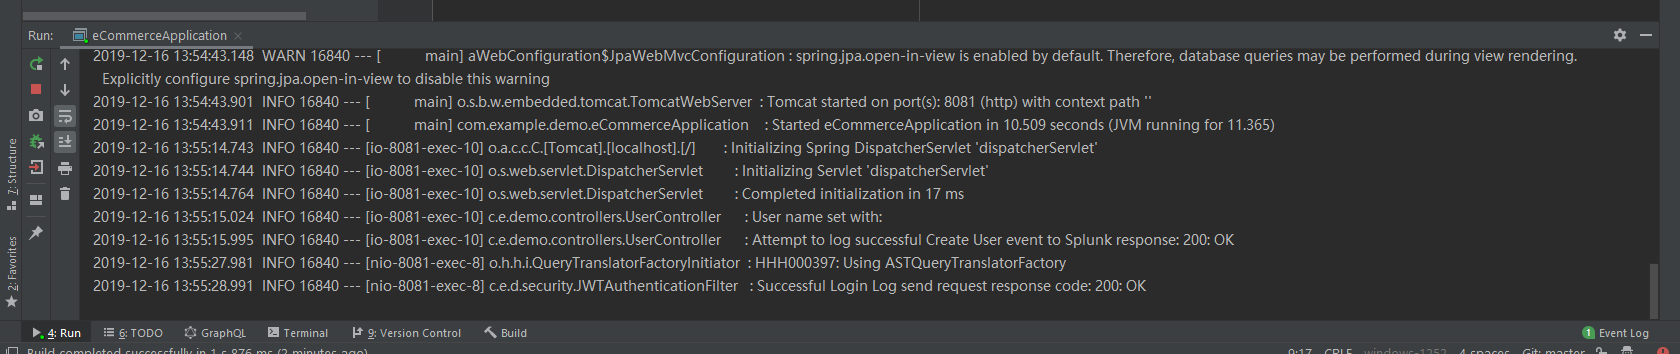 Run: eCommerceApplication ×
2019-12-16 13:54:43.148 WARN 16840 --- [ main] aWebConfiguration$JpaWebMvcConfiguration : spring.jpa.open-in-view is enabled by default. Therefore, database queries may be performed during view rendering.
Explicitly configure spring.jpa.open-in-view to disable this warning
2019-12-16 13:54:43.901 INFO 16840 --- [ main] o.s.b.w.embedded.tomcat.TomcatWebServer : Tomcat started on port(s): 8081 (http) with context path ''
2019-12-16 13:54:43.911 INFO 16840 --- [ main] com.example.demo.eCommerceApplication : Started eCommerceApplication in 10.509 seconds (JVM running for 11.365)
2019-12-16 13:55:14.743 INFO 16840 --- [io-8081-exec-10] o.a.c.c.C.[Tomcat].[localhost].[/] : Initializing Spring DispatcherServlet 'dispatcherServlet'
2019-12-16 13:55:14.744 INFO 16840 --- [io-8081-exec-10] o.s.web.servlet.DispatcherServlet : Initializing Servlet 'dispatcherServlet'
2019-12-16 13:55:14.764 INFO 16840 --- [io-8081-exec-10] o.s.web.servlet.DispatcherServlet : Completed initialization in 17 ms
2019-12-16 13:55:15.024 INFO 16840 --- [io-8081-exec-10] c.e.demo.controllers.UserController : User name set with:
2019-12-16 13:55:15.995 INFO 16840 --- [io-8081-exec-10] c.e.demo.controllers.UserController : Attempt to log successful Create User event to Splunk response: 200: OK
2019-12-16 13:55:27.981 INFO 16840 --- [nio-8081-exec-8] o.h.h.i.QueryTranslatorFactoryInitiator : HHH000397: Using ASTQueryTranslatorFactory
2019-12-16 13:55:28.991 INFO 16840 --- [nio-8081-exec-8] c.e.d.security.JWTAuthenticationFilter : Successful Login Log send request response code: 200: OK
7: Structure
2: Favorites
4: Run 6: TODO GraphQL Terminal 9: Version Control Build 1 Event Log
Build completed successfully in 1 s 876 ms (2 minutes ago) 9:17 CRLF windows-1252 4 spaces Git: master